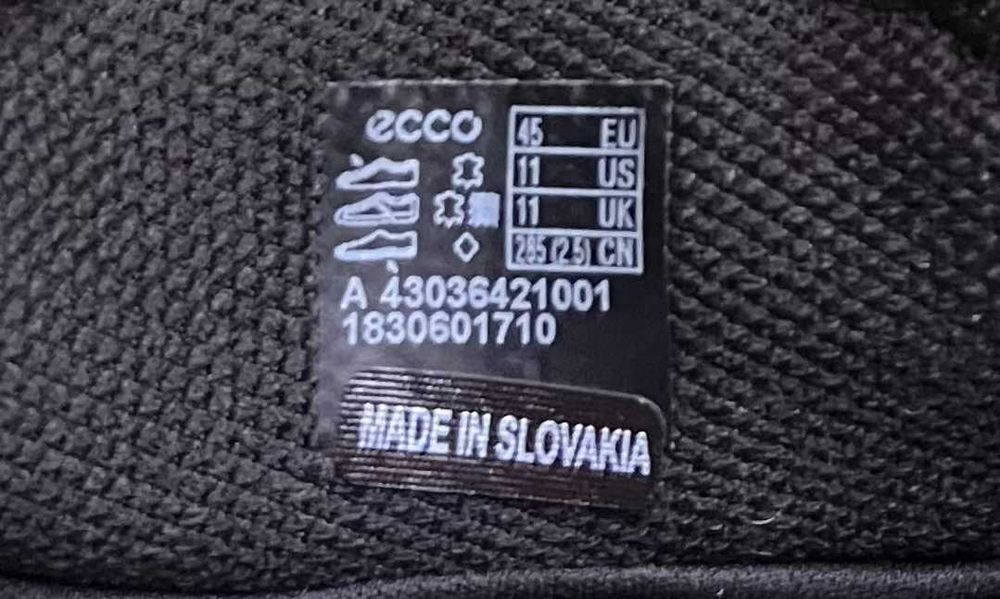 ecco
45 EU
11 US
11 UK
285 (2.5) CN
A 43036421001
1830601710
MADE IN SLOVAKIA